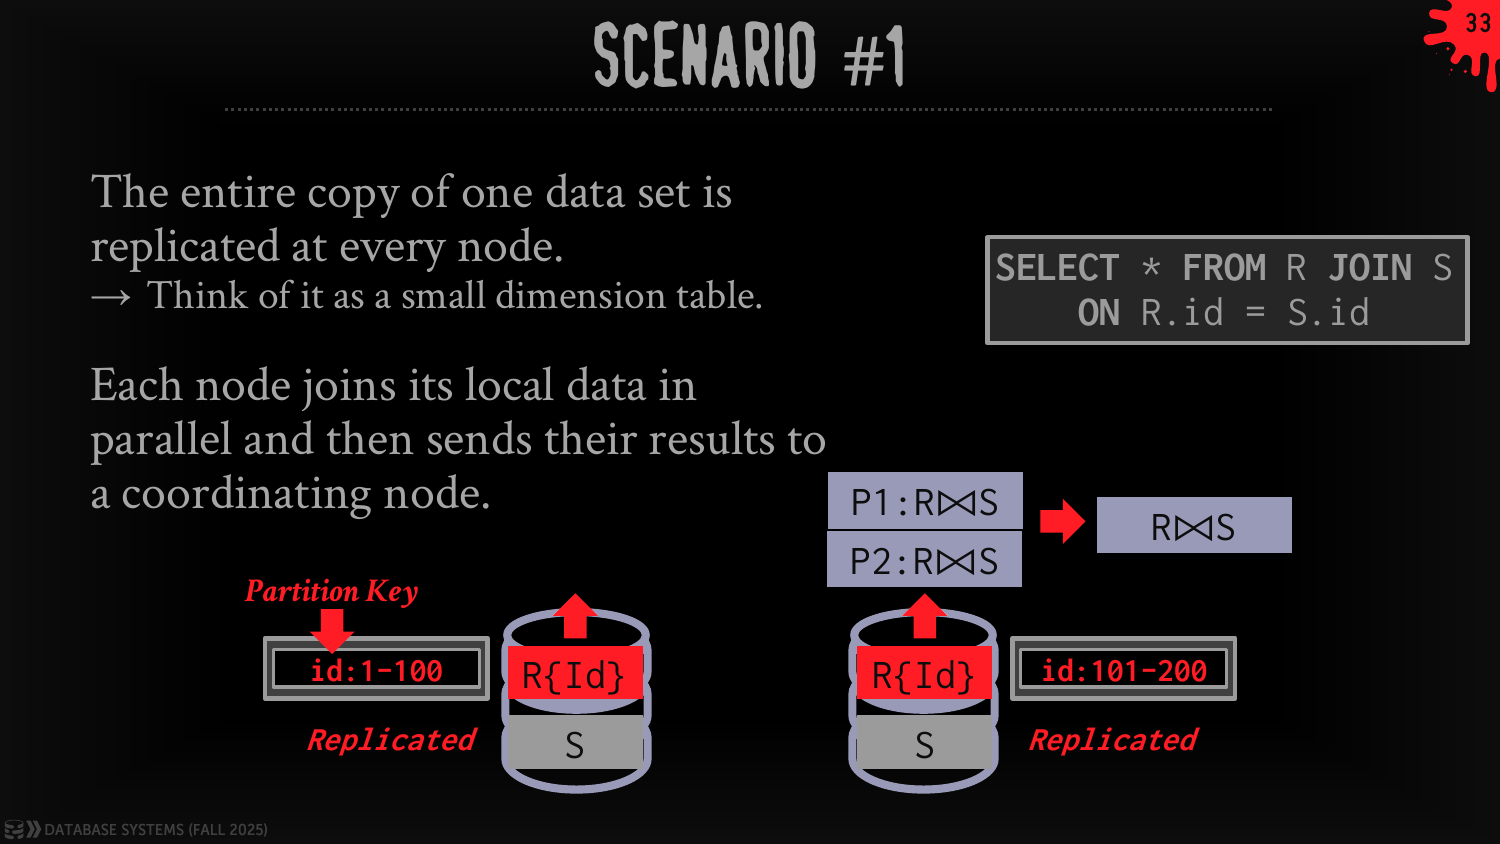 SCENARIO #1
33
The entire copy of one data set is
replicated at every node.
→ Think of it as a small dimension table.
SELECT * FROM R JOIN S
ON R.id = S.id
Each node joins its local data in
parallel and then sends their results to
a coordinating node.
P1:R⋈S
P2:R⋈S
R⋈S
Partition Key
id:1-100
R{Id}
R{Id}
id:101-200
Replicated
S
S
Replicated
DATABASE SYSTEMS (FALL 2025)